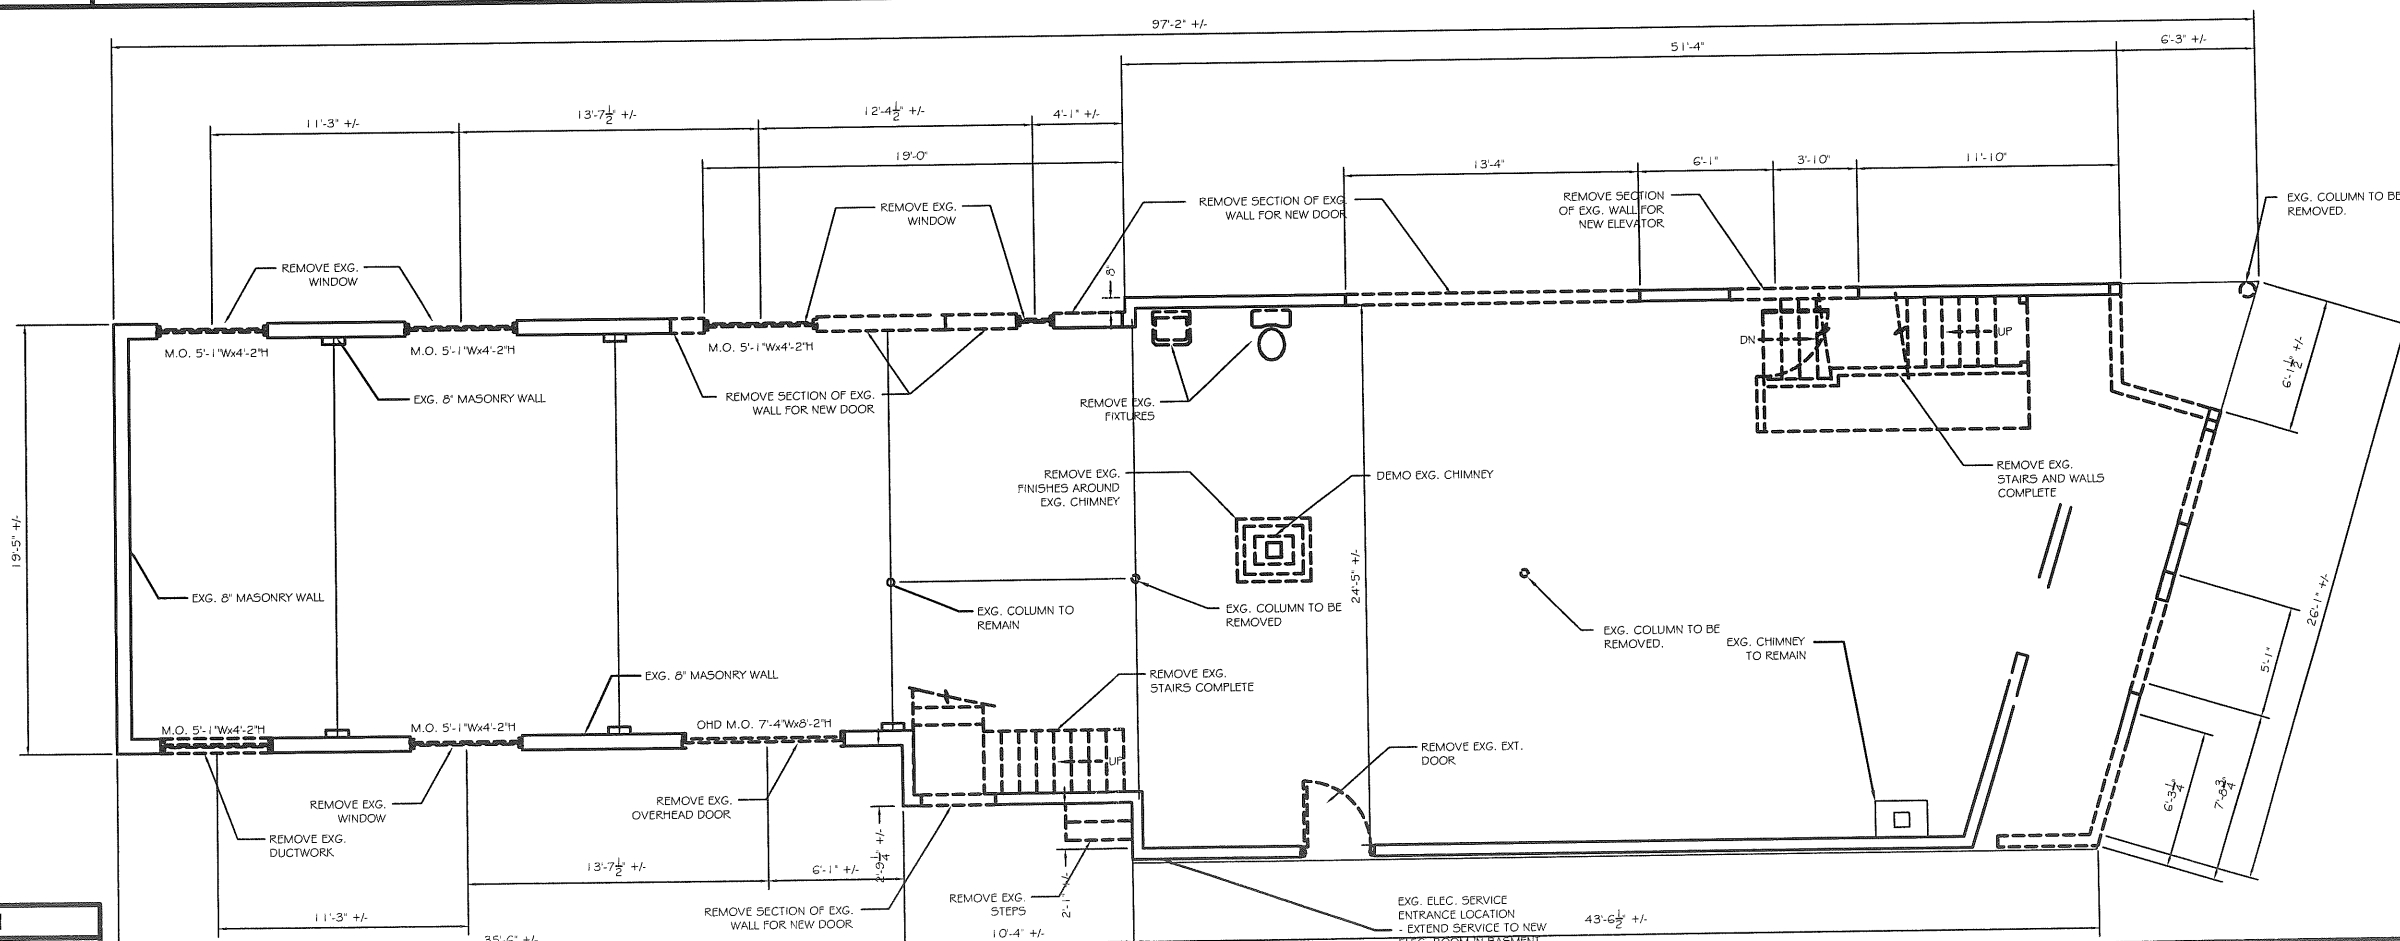 97'-2" +/-
51'-4"
6'-3" +/-
11'-3" +/-
13'-7½" +/-
12'-4½" +/-
4'-1" +/-
19'-0"
13'-4"
6'-1"
3'-10"
11'-10"
REMOVE EXG.
WINDOW
REMOVE EXG.
WINDOW
REMOVE SECTION OF EXG.
WALL FOR NEW DOOR
REMOVE SECTION
OF EXG. WALL FOR
NEW ELEVATOR
EXG. COLUMN TO BE
REMOVED.
8"
M.O. 5'-1"Wx4'-2"H
M.O. 5'-1"Wx4'-2"H
M.O. 5'-1"Wx4'-2"H
DN
UP
6'-1½" +/-
EXG. 8" MASONRY WALL
REMOVE SECTION OF EXG.
WALL FOR NEW DOOR
REMOVE EXG.
FIXTURES
REMOVE EXG.
FINISHES AROUND
EXG. CHIMNEY
DEMO EXG. CHIMNEY
REMOVE EXG.
STAIRS AND WALLS
COMPLETE
19'-5" +/-
24'-5" +/-
26'-1" +/-
EXG. 8" MASONRY WALL
EXG. COLUMN TO
REMAIN
EXG. COLUMN TO BE
REMOVED
EXG. COLUMN TO BE
REMOVED.
EXG. CHIMNEY
TO REMAIN
5'-1"
EXG. 8" MASONRY WALL
REMOVE EXG.
STAIRS COMPLETE
M.O. 5'-1"Wx4'-2"H
M.O. 5'-1"Wx4'-2"H
OHD M.O. 7'-4"Wx8'-2"H
UP
REMOVE EXG. EXT.
DOOR
6'-3¼"
7'-8¾"
REMOVE EXG.
WINDOW
REMOVE EXG.
OVERHEAD DOOR
REMOVE EXG.
DUCTWORK
13'-7½" +/-
6'-1" +/-
2'-9¼" +/-
2'-1" +/-
REMOVE EXG.
STEPS
REMOVE SECTION OF EXG.
WALL FOR NEW DOOR
11'-3" +/-
EXG. ELEC. SERVICE
ENTRANCE LOCATION
- EXTEND SERVICE TO NEW
ELEC. ROOM IN BASMENT
43'-6½" +/-
35'-6" +/-
10'-4" +/-